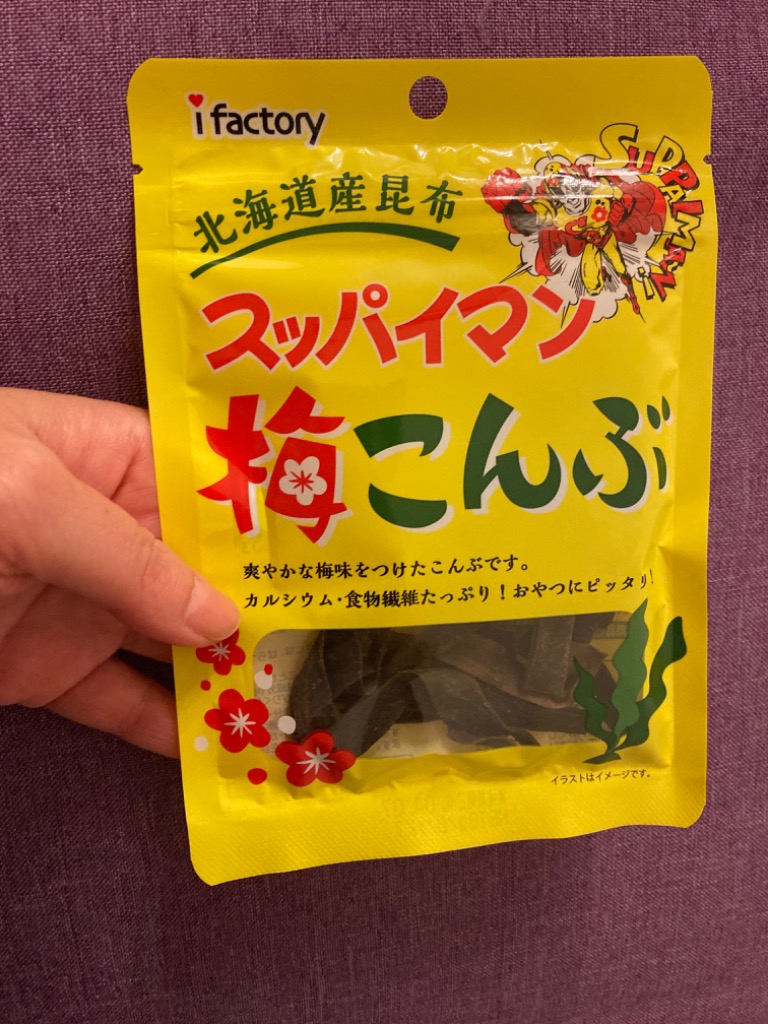 i factory
SUPPAIMAN!!
北海道産昆布
スッパイマン
梅こんぶ
爽やかな梅味をつけたこんぶです。
カルシウム・食物繊維たっぷり！おやつにピッタリ！
イラストはイメージです。